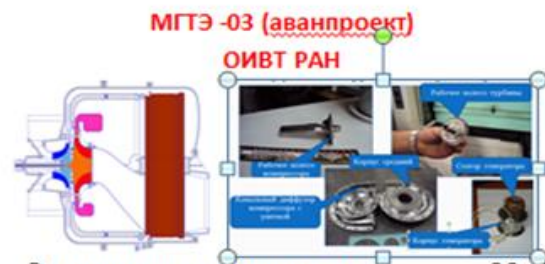 МГТЭ -03 (аванпроект)
ОИВТ РАН
Рабочее колесо турбины
Рабочее колесо
компрессора
Корпус средний
Статор генератора
Канальный диффузор
компрессора с
улиткой
Корпус генератора